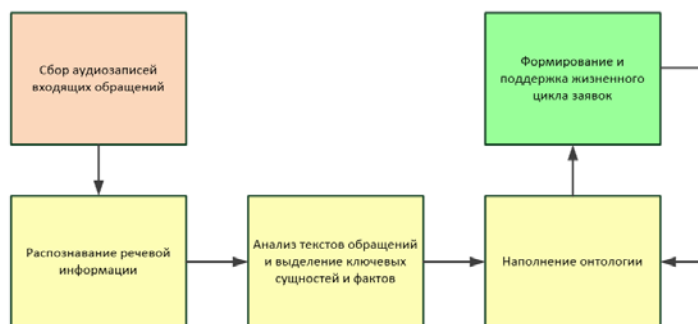 Сбор аудиозаписей
входящих обращений
Формирование и
поддержка жизненного
цикла заявок
Распознавание речевой
информации
Анализ текстов обращений
и выделение ключевых
сущностей и фактов
Наполнение онтологии